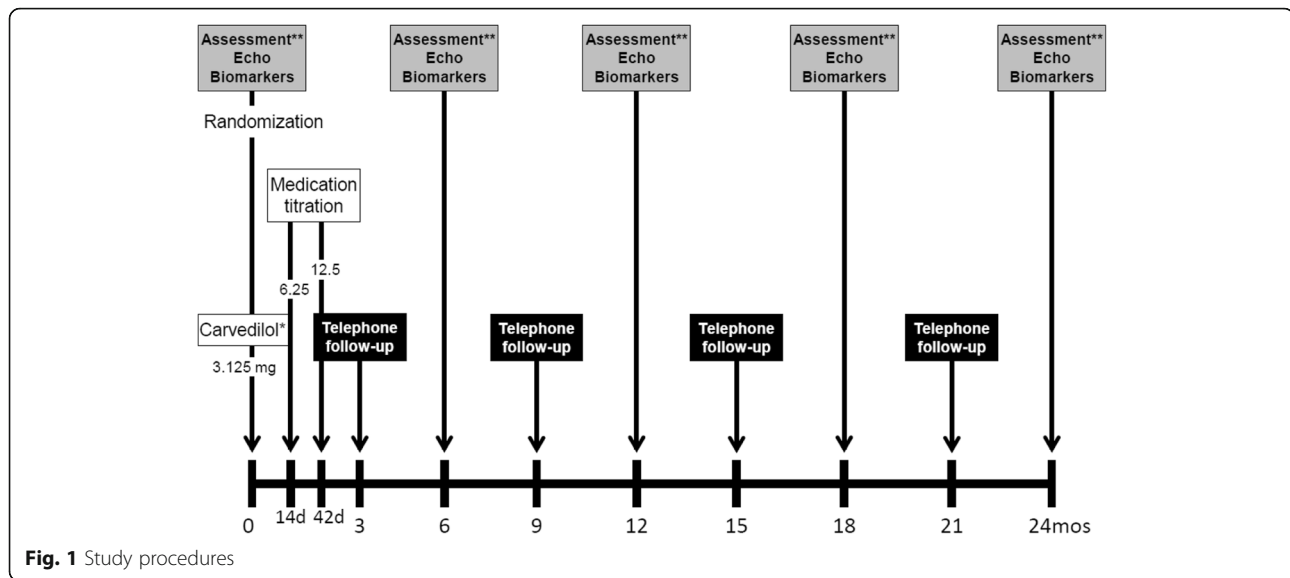 Assessment**
Echo
Biomarkers
Assessment**
Echo
Biomarkers
Assessment**
Echo
Biomarkers
Assessment**
Echo
Biomarkers
Assessment**
Echo
Biomarkers
Randomization
Medication
titration
12.5
6.25
Carvedilol*
3.125 mg
Telephone
follow-up
Telephone
follow-up
Telephone
follow-up
Telephone
follow-up
0 14d 42d 3 6 9 12 15 18 21 24mos
Fig. 1 Study procedures